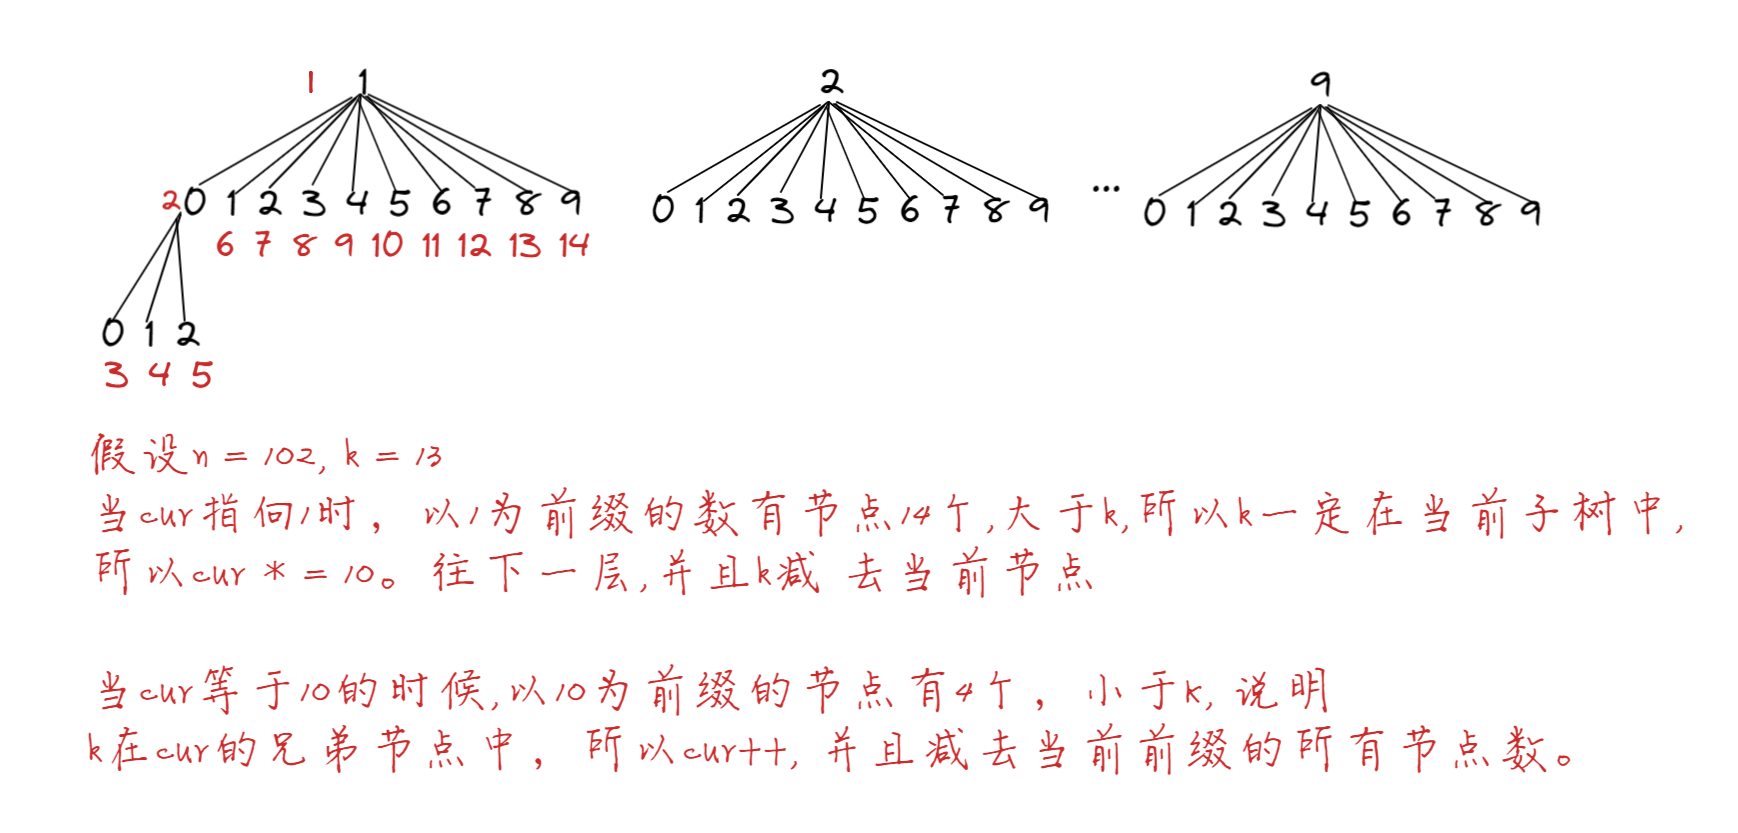 1 1 2 9
2 0 1 2 3 4 5 6 7 8 9 0 1 2 3 4 5 6 7 8 9 ... 0 1 2 3 4 5 6 7 8 9
6 7 8 9 10 11 12 13 14
0 1 2
3 4 5
假设n = 102, k = 13
当cur指向1时，以1为前缀的数有节点14个,大于k,所以k一定在当前子树中,
所以cur * = 10。往下一层,并且k减去当前节点
当cur等于10的时候,以10为前缀的节点有4个，小于k,说明
k在cur的兄弟节点中，所以cur++,并且减去当前前缀的所有节点数。